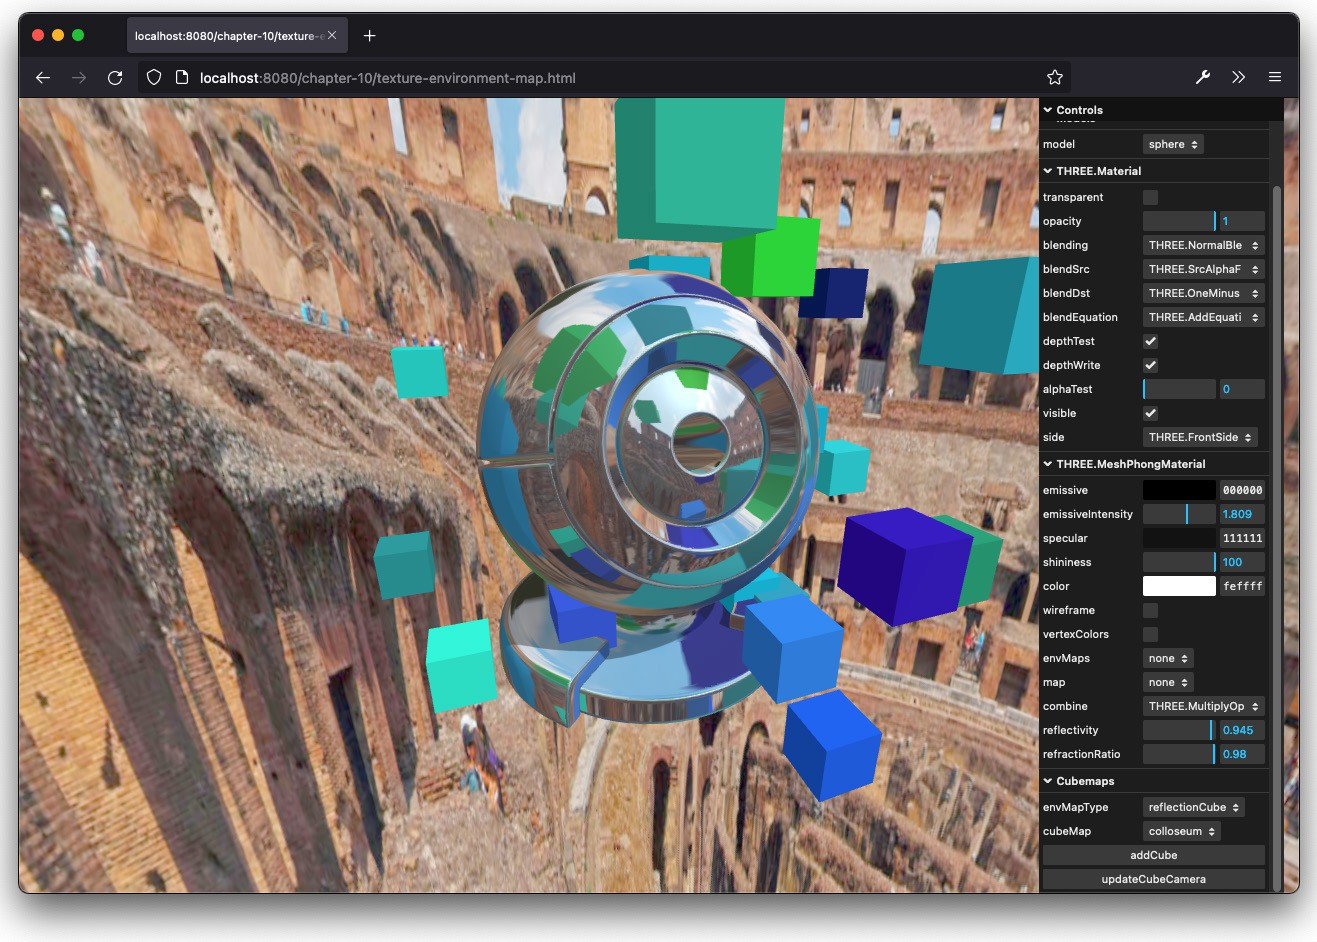 localhost:8080/chapter-10/texture-e
localhost:8080/chapter-10/texture-environment-map.html
Controls
model sphere
THREE.Material
transparent
opacity 1
blending THREE.NormalBle
blendSrc THREE.SrcAlphaF
blendDst THREE.OneMinus
blendEquation THREE.AddEquati
depthTest
depthWrite
alphaTest 0
visible
side THREE.FrontSide
THREE.MeshPhongMaterial
emissive 000000
emissiveIntensity 1.809
specular 111111
shininess 100
color feffff
wireframe
vertexColors
envMaps none
map none
combine THREE.MultiplyOp
reflectivity 0.945
refractionRatio 0.98
Cubemaps
envMapType reflectionCube
cubeMap colloseum
addCube
updateCubeCamera